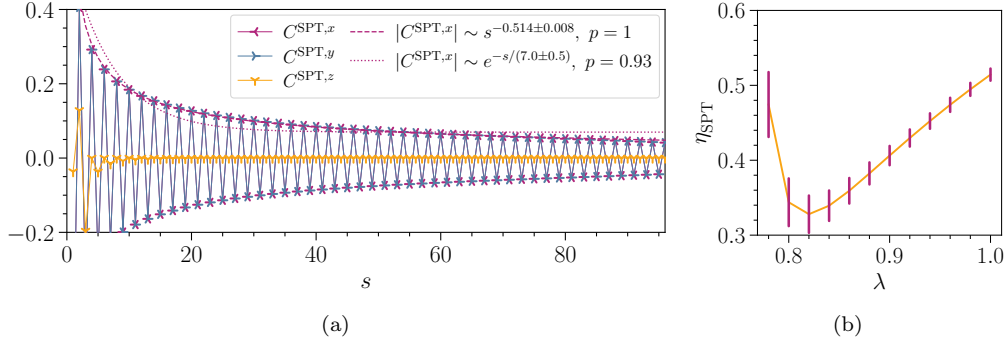 0.4
0.2
0.0
−0.2
0
20
40
60
80
s
C^{SPT,x}
C^{SPT,y}
C^{SPT,z}
|C^{SPT,x}| ∼ s^{−0.514±0.008}, p = 1
|C^{SPT,x}| ∼ e^{−s/(7.0±0.5)}, p = 0.93
(a)
0.6
0.5
0.4
0.3
η_{SPT}
0.8
0.9
1.0
λ
(b)